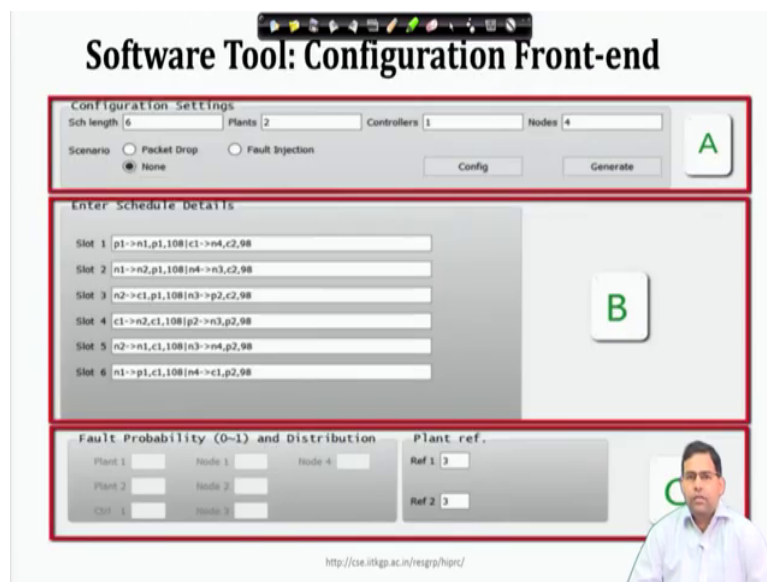 Software Tool: Configuration Front-end
Configuration Settings
Sch length 6 Plants 2 Controllers 1 Nodes 4
Scenario Packet Drop Fault Injection
None Config Generate
A
Enter Schedule Details
Slot 1 p1->n1,p1,108|c1->n4,c2,98
Slot 2 n1->n2,p1,108|n4->n3,c2,98
Slot 3 n2->c1,p1,108|n3->p2,c2,98
Slot 4 c1->n2,c1,108|p2->n3,p2,98
Slot 5 n2->n1,c1,108|n3->n4,p2,98
Slot 6 n1->p1,c1,108|n4->c1,p2,98
B
Fault Probability (0~1) and Distribution Plant ref.
Plant 1 Node 1 Node 4 Ref 1 3
Plant 2 Node 2
Ctrl 1 Node 3 Ref 2 3
C
http://cse.iitkgp.ac.in/resgrp/hiprc/